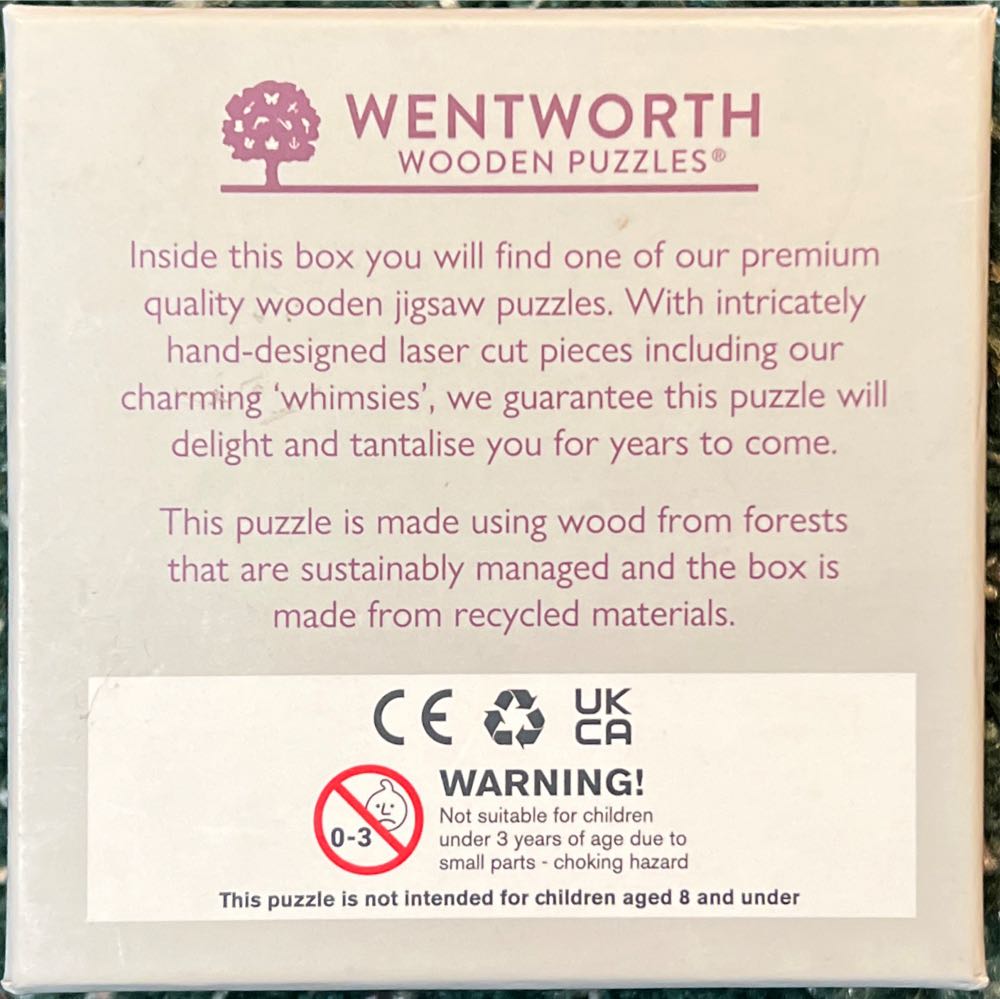 WENTWORTH
WOODEN PUZZLES®
Inside this box you will find one of our premium
quality wooden jigsaw puzzles. With intricately
hand-designed laser cut pieces including our
charming ‘whimsies’, we guarantee this puzzle will
delight and tantalise you for years to come.
This puzzle is made using wood from forests
that are sustainably managed and the box is
made from recycled materials.
CE UK
CA
0-3
WARNING!
Not suitable for children
under 3 years of age due to
small parts - choking hazard
This puzzle is not intended for children aged 8 and under